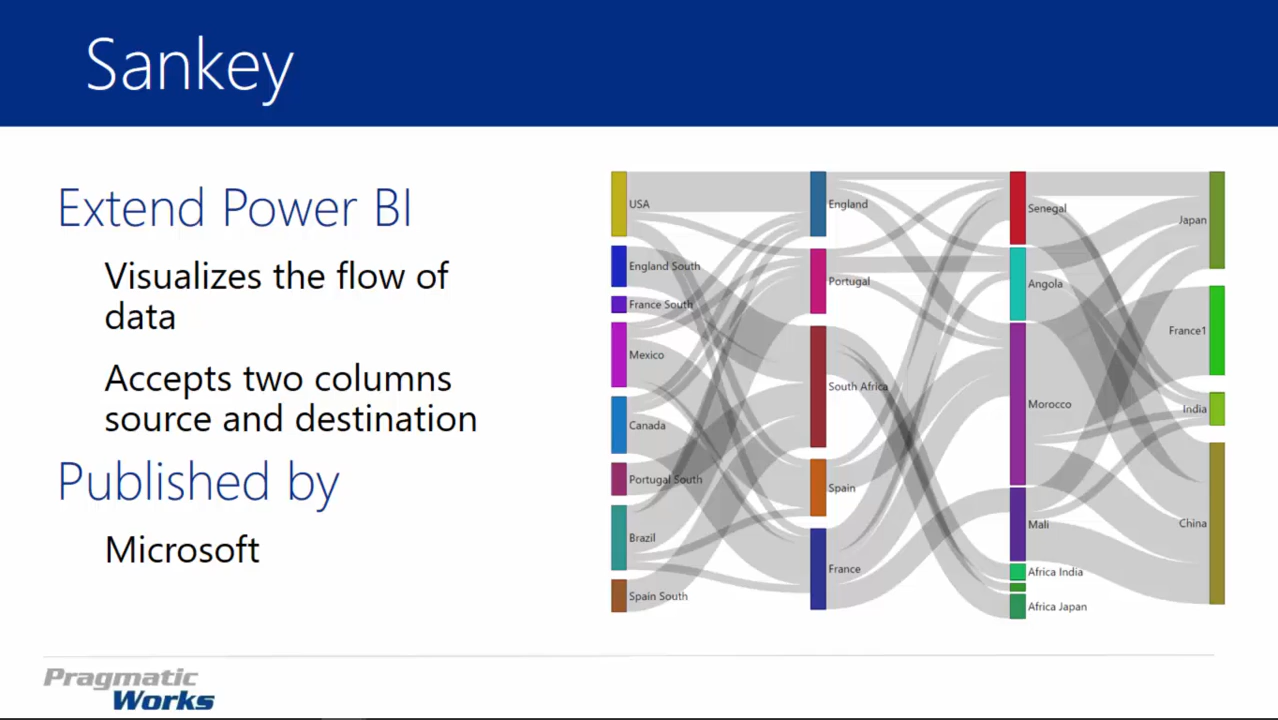 Sankey
Extend Power BI
Visualizes the flow of
data
Accepts two columns
source and destination
Published by
Microsoft
USA
England South
France South
Mexico
Canada
Portugal South
Brazil
Spain South
England
Portugal
South Africa
Spain
France
Senegal
Angola
Morocco
Mali
Africa India
Africa Japan
Japan
France1
India
China
Pragmatic
Works